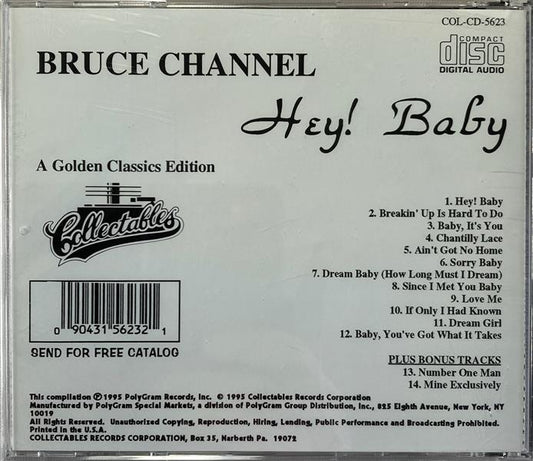 COL-CD-5623
COMPACT
disc
DIGITAL AUDIO
BRUCE CHANNEL
Hey! Baby
A Golden Classics Edition
Collectables
1. Hey! Baby
2. Breakin' Up Is Hard To Do
3. Baby, It's You
4. Chantilly Lace
5. Ain't Got No Home
6. Sorry Baby
7. Dream Baby (How Long Must I Dream)
8. Since I Met You Baby
9. Love Me
10. If Only I Had Known
11. Dream Girl
12. Baby, You've Got What It Takes
PLUS BONUS TRACKS
13. Number One Man
14. Mine Exclusively
0 90431 56232 1
SEND FOR FREE CATALOG
This compilation ℗ 1995 PolyGram Records, Inc. © 1995 Collectables Records Corporation
Manufactured by PolyGram Special Markets, a division of PolyGram Group Distribution, Inc., 825 Eighth Avenue, New York, NY
10019
All Rights Reserved. Unauthorized Copying, Reproduction, Hiring, Lending, Public Performance and Broadcasting Prohibited.
Printed in the U.S.A.
COLLECTABLES RECORDS CORPORATION, Box 35, Narberth Pa. 19072